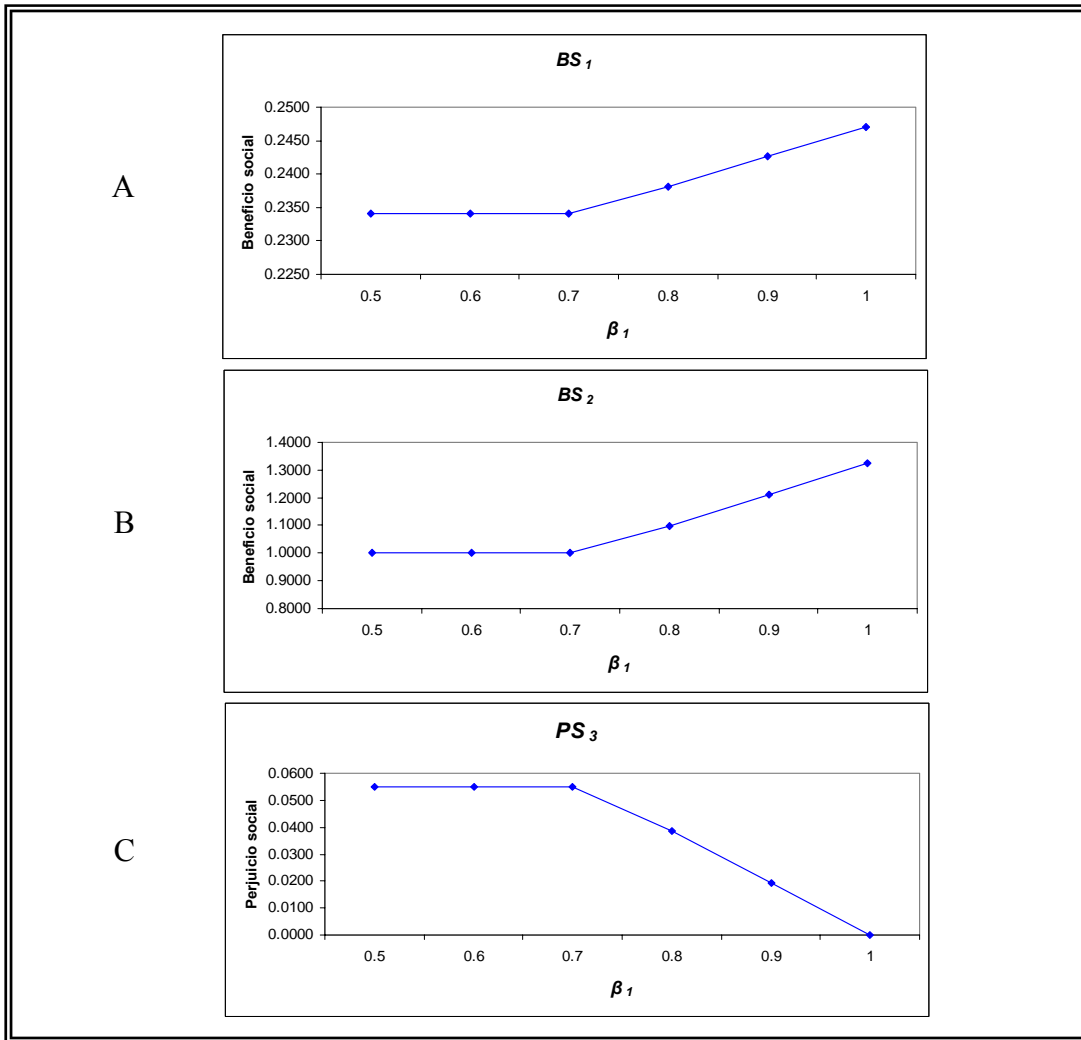 A
BS 1
Beneficio social
0.2500
0.2450
0.2400
0.2350
0.2300
0.2250
0.5 0.6 0.7 0.8 0.9 1
β 1
B
BS 2
Beneficio social
1.4000
1.3000
1.2000
1.1000
1.0000
0.9000
0.8000
0.5 0.6 0.7 0.8 0.9 1
β 1
C
PS 3
Perjuicio social
0.0600
0.0500
0.0400
0.0300
0.0200
0.0100
0.0000
0.5 0.6 0.7 0.8 0.9 1
β 1